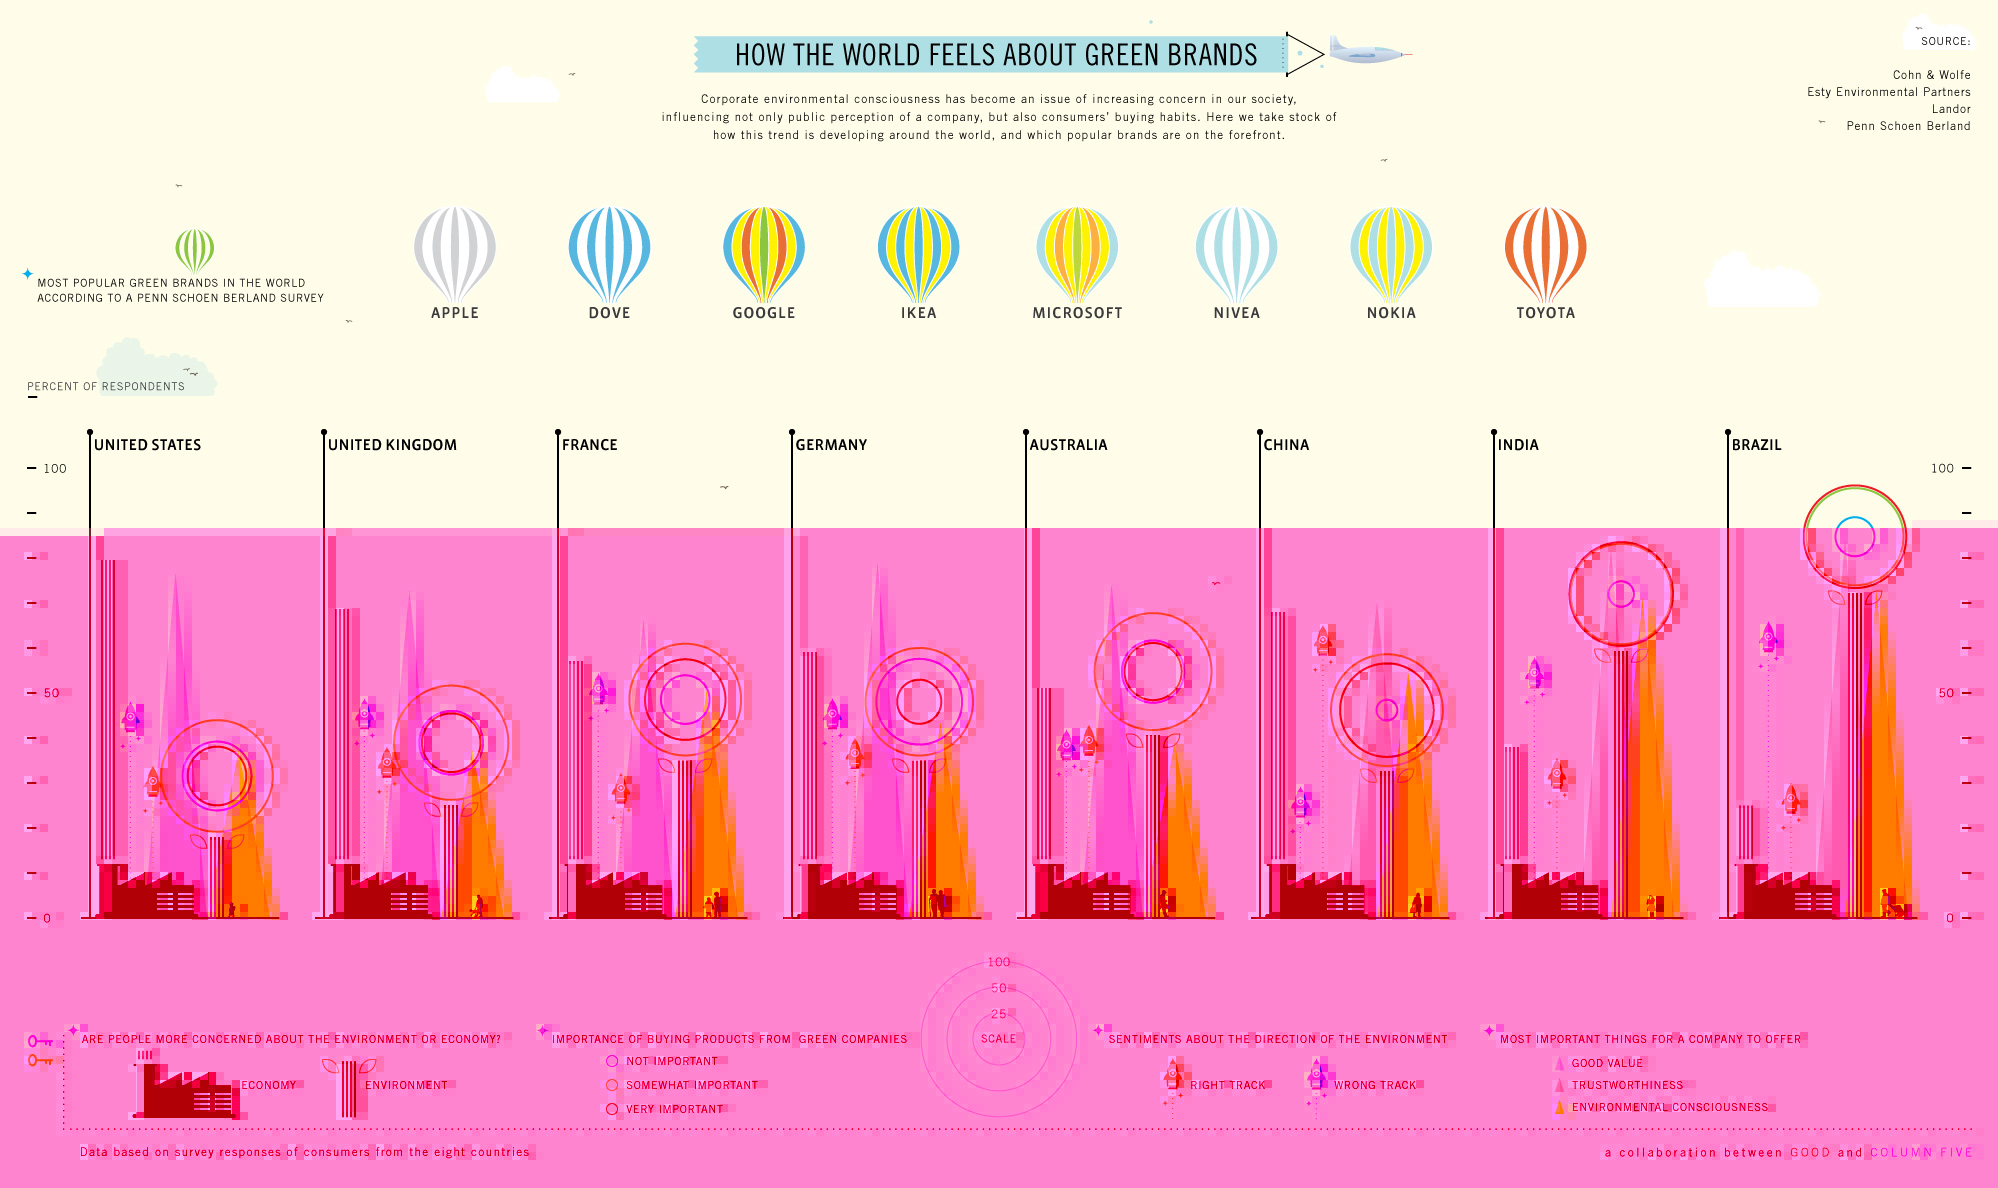 HOW THE WORLD FEELS ABOUT GREEN BRANDS
Corporate environmental consciousness has become an issue of increasing concern in our society,
influencing not only public perception of a company, but also consumers' buying habits. Here we take stock of
how this trend is developing around the world, and which popular brands are on the forefront.
SOURCE:
Cohn & Wolfe
Esty Environmental Partners
Landor
Penn Schoen Berland
MOST POPULAR GREEN BRANDS IN THE WORLD
ACCORDING TO A PENN SCHOEN BERLAND SURVEY
APPLE
DOVE
GOOGLE
IKEA
MICROSOFT
NIVEA
NOKIA
TOYOTA
PERCENT OF RESPONDENTS
UNITED STATES
UNITED KINGDOM
FRANCE
GERMANY
AUSTRALIA
CHINA
INDIA
BRAZIL
100
100
50
50
0
0
100
50
25
SCALE
ARE PEOPLE MORE CONCERNED ABOUT THE ENVIRONMENT OR ECONOMY?
ECONOMY
ENVIRONMENT
IMPORTANCE OF BUYING PRODUCTS FROM GREEN COMPANIES
NOT IMPORTANT
SOMEWHAT IMPORTANT
VERY IMPORTANT
SENTIMENTS ABOUT THE DIRECTION OF THE ENVIRONMENT
RIGHT TRACK
WRONG TRACK
MOST IMPORTANT THINGS FOR A COMPANY TO OFFER
GOOD VALUE
TRUSTWORTHINESS
ENVIRONMENTAL CONSCIOUSNESS
Data based on survey responses of consumers from the eight countries
a collaboration between GOOD and COLUMN FIVE